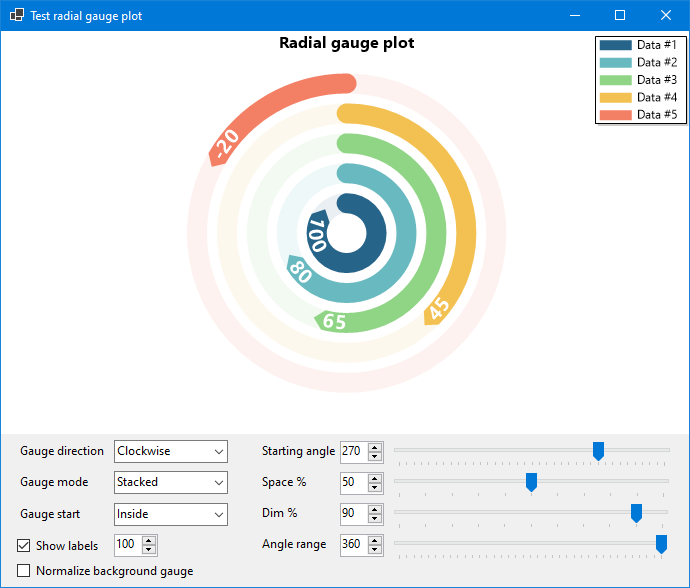 Test radial gauge plot
Radial gauge plot
Data #1
Data #2
Data #3
Data #4
Data #5
-20
100
80
65
45
Gauge direction Clockwise Starting angle 270
Gauge mode Stacked Space % 50
Gauge start Inside Dim % 90
Show labels 100 Angle range 360
Normalize background gauge